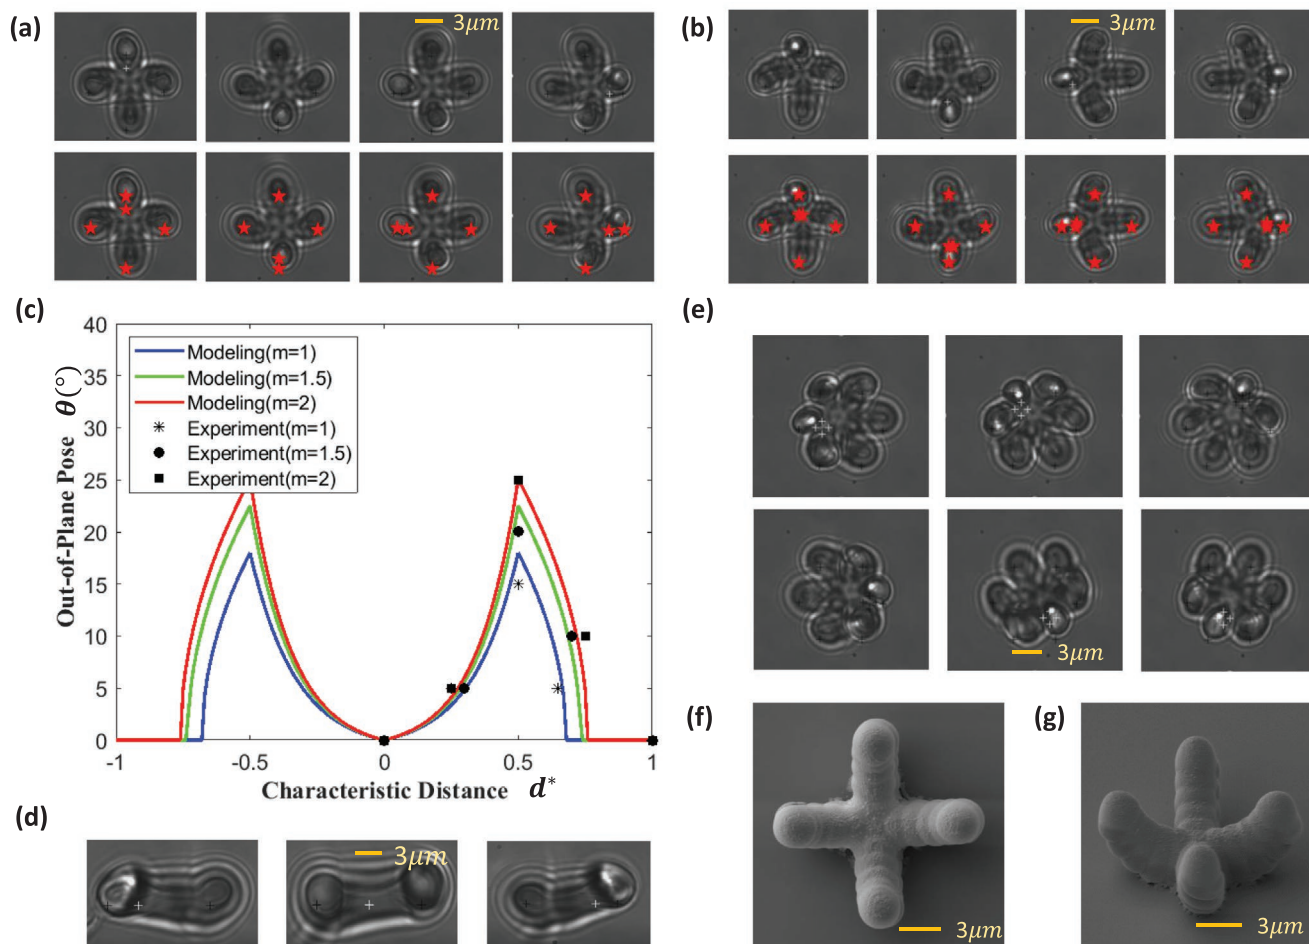 (a)
3μm
(b)
3μm
(c)
40
35
30
25
20
15
10
5
0
Out-of-Plane Pose θ(°)
Modeling(m=1)
Modeling(m=1.5)
Modeling(m=2)
Experiment(m=1)
Experiment(m=1.5)
Experiment(m=2)
-1 -0.5 0 0.5 1
Characteristic Distance d*
(d)
3μm
(e)
3μm
(f)
3μm
(g)
3μm